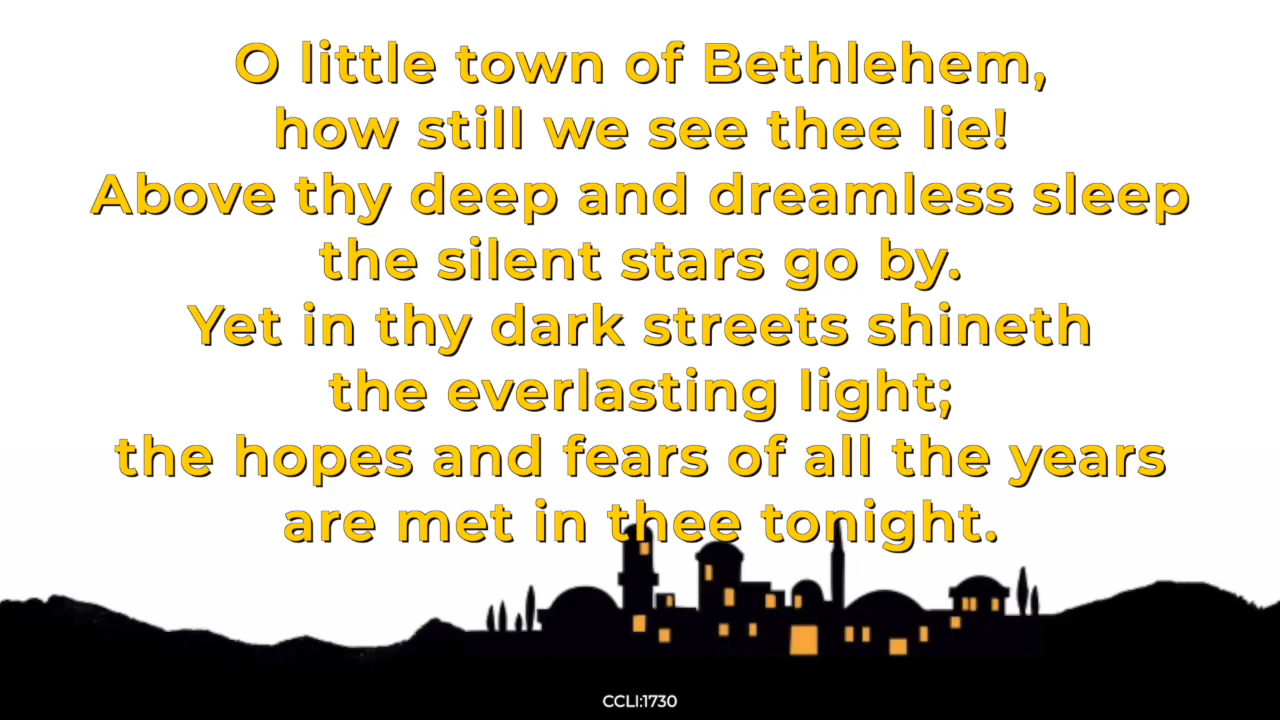 O little town of Bethlehem,
how still we see thee lie!
Above thy deep and dreamless sleep
the silent stars go by.
Yet in thy dark streets shineth
the everlasting light;
the hopes and fears of all the years
are met in thee tonight.
CCLI:1730